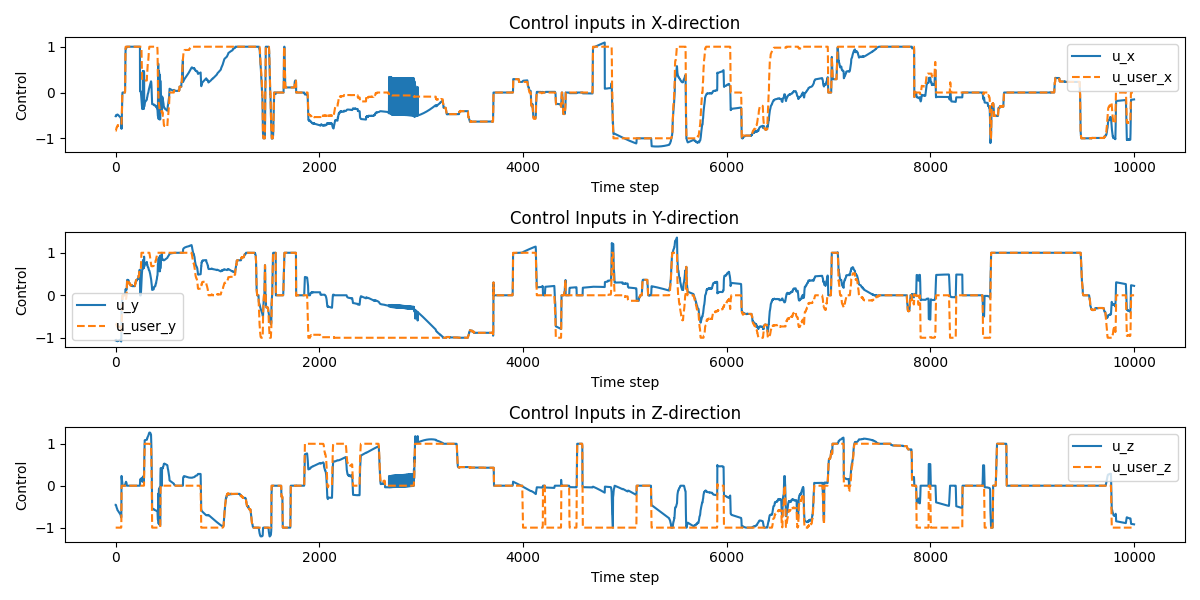 Control inputs in X-direction
1
0
−1
Control
u_x
u_user_x
0 2000 4000 6000 8000 10000
Time step
Control Inputs in Y-direction
1
0
−1
Control
u_y
u_user_y
0 2000 4000 6000 8000 10000
Time step
Control Inputs in Z-direction
1
0
−1
Control
u_z
u_user_z
0 2000 4000 6000 8000 10000
Time step